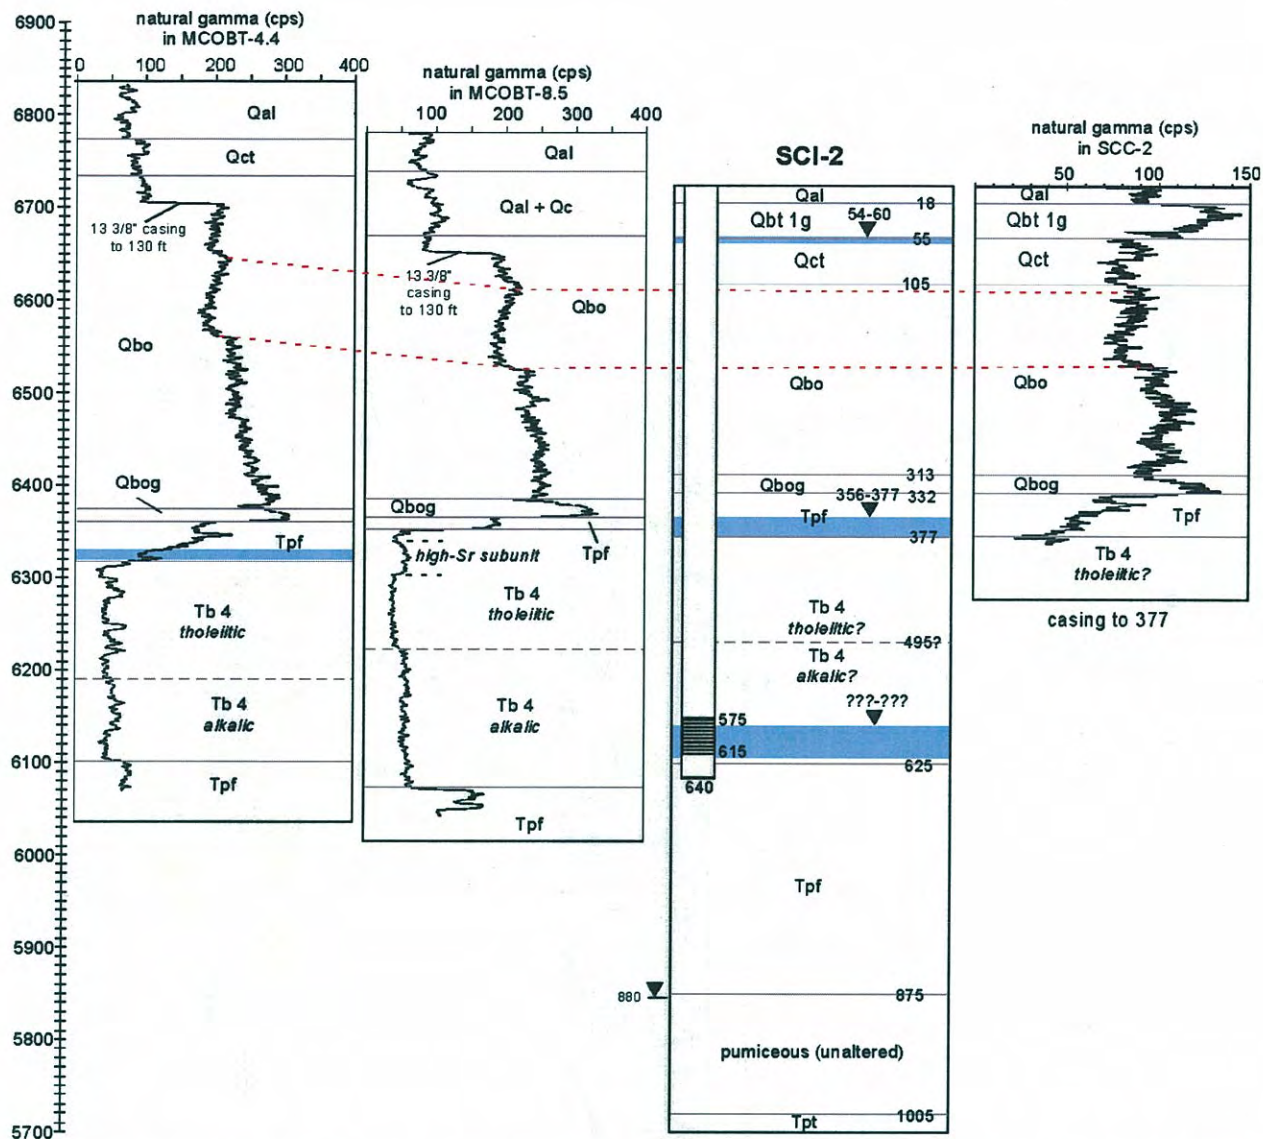 6900
6800
6700
6600
6500
6400
6300
6200
6100
6000
5900
5800
5700
natural gamma (cps)
in MCOBT-4.4
0 100 200 300 400
Qal
Qct
13 3/8" casing
to 130 ft
Qbo
Qbog
Tpf
Tb 4
tholeiitic
Tb 4
alkalic
Tpf
natural gamma (cps)
in MCOBT-8.5
100 200 300 400
Qal
Qal + Qc
13 3/8"
casing
to 130 ft
Qbo
Qbog
Tpf
high-Sr subunit
Tb 4
tholeiitic
Tb 4
alkalic
Tpf
SCI-2
Qal 18
Qbt 1g 54-60
55
Qct
105
Qbo
313
Qbog 332
356-377
Tpf
377
Tb 4
tholeiitic?
495?
Tb 4
alkalic?
???-???
575
615
625
640
Tpf
880
875
pumiceous (unaltered)
1005
Tpt
natural gamma (cps)
in SCC-2
50 100 150
Qal
Qbt 1g
Qct
Qbo
Qbog
Tpf
Tb 4
tholeiitic?
casing to 377